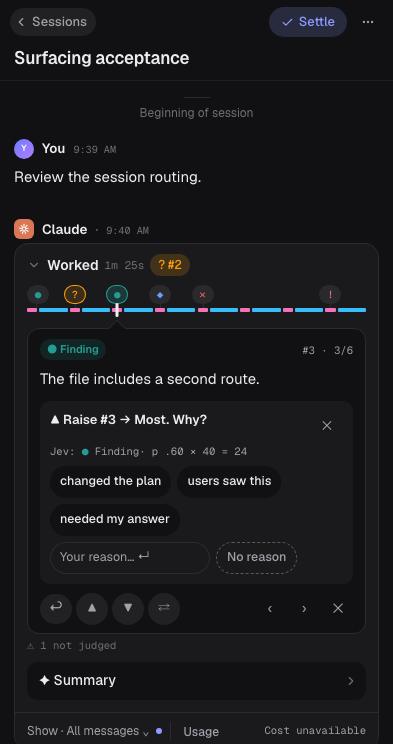 Sessions
Settle
Surfacing acceptance
Beginning of session
Y You 9:39 AM
Review the session routing.
Claude · 9:40 AM
Worked 1m 25s ? #2
? !
Finding #3 · 3/6
The file includes a second route.
▲ Raise #3 → Most. Why?
Jev: ● Finding· p .60 × 40 = 24
changed the plan users saw this
needed my answer
Your reason… ↵ No reason
⚠ 1 not judged
✦ Summary
Show · All messages Usage Cost unavailable